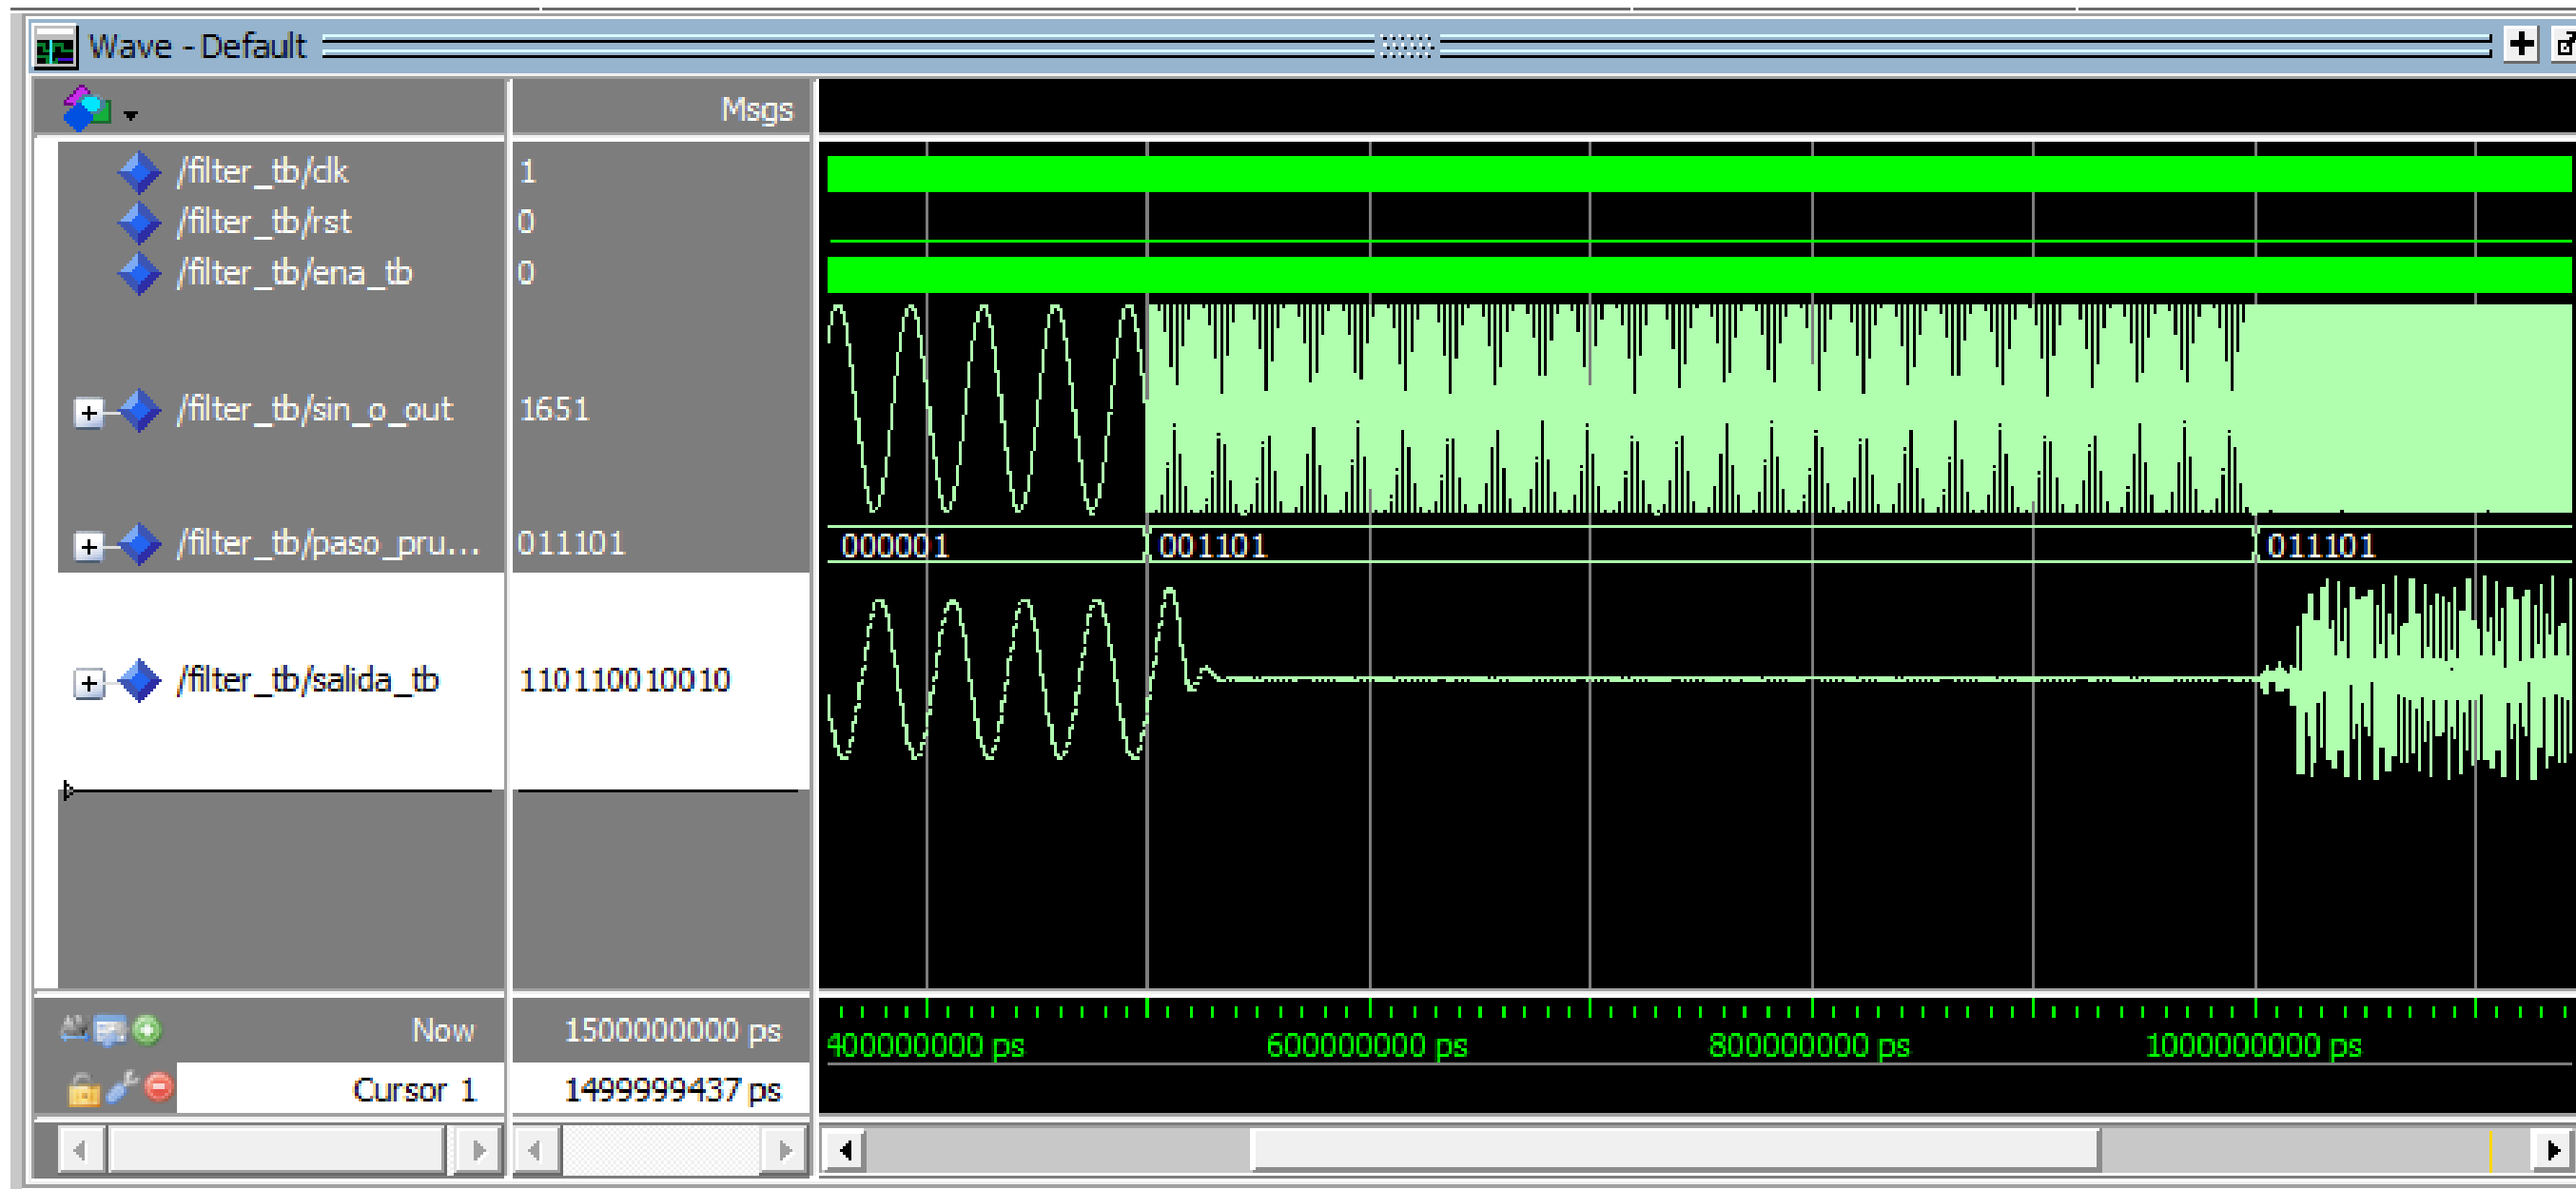 Wave - Default
Msgs
/filter_tb/clk 1
/filter_tb/rst 0
/filter_tb/ena_tb 0
/filter_tb/sin_o_out 1651
/filter_tb/paso_pru... 011101 000001 001101 011101
/filter_tb/salida_tb 110110010010
Now 1500000000 ps 400000000 ps 600000000 ps 800000000 ps 1000000000 ps
Cursor 1 1499999437 ps